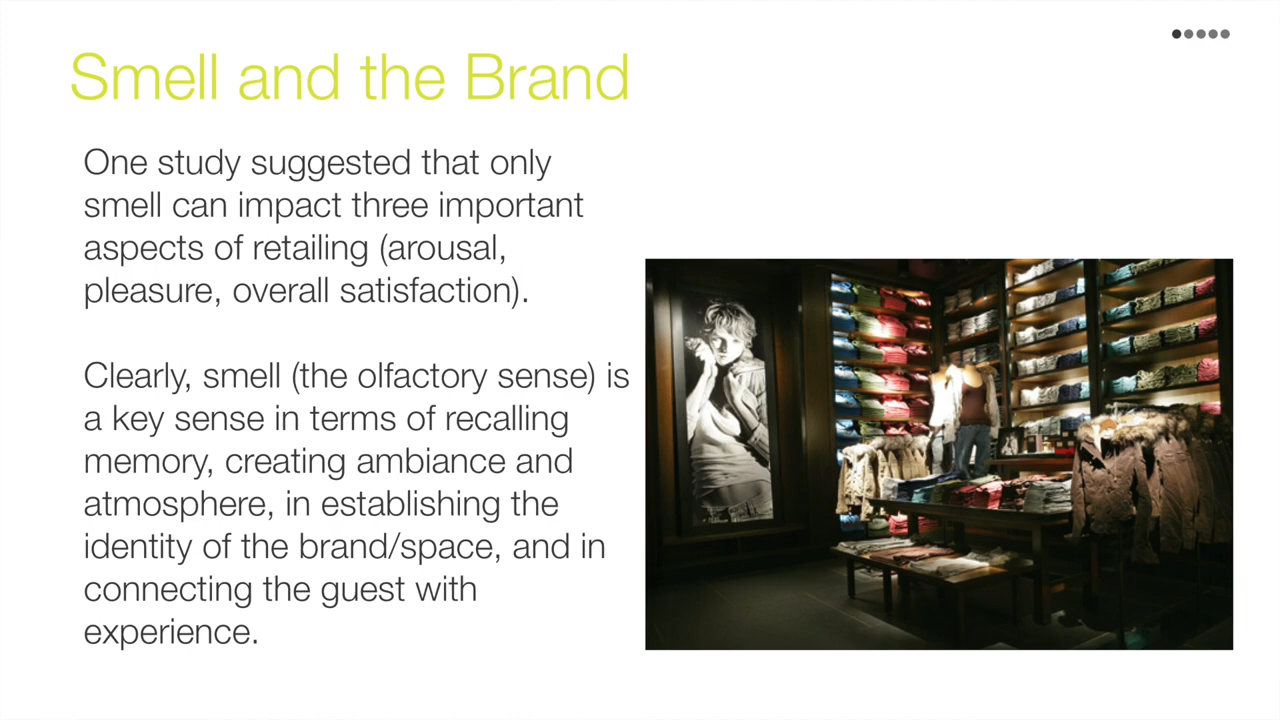 Smell and the Brand
One study suggested that only
smell can impact three important
aspects of retailing (arousal,
pleasure, overall satisfaction).
Clearly, smell (the olfactory sense) is
a key sense in terms of recalling
memory, creating ambiance and
atmosphere, in establishing the
identity of the brand/space, and in
connecting the guest with
experience.